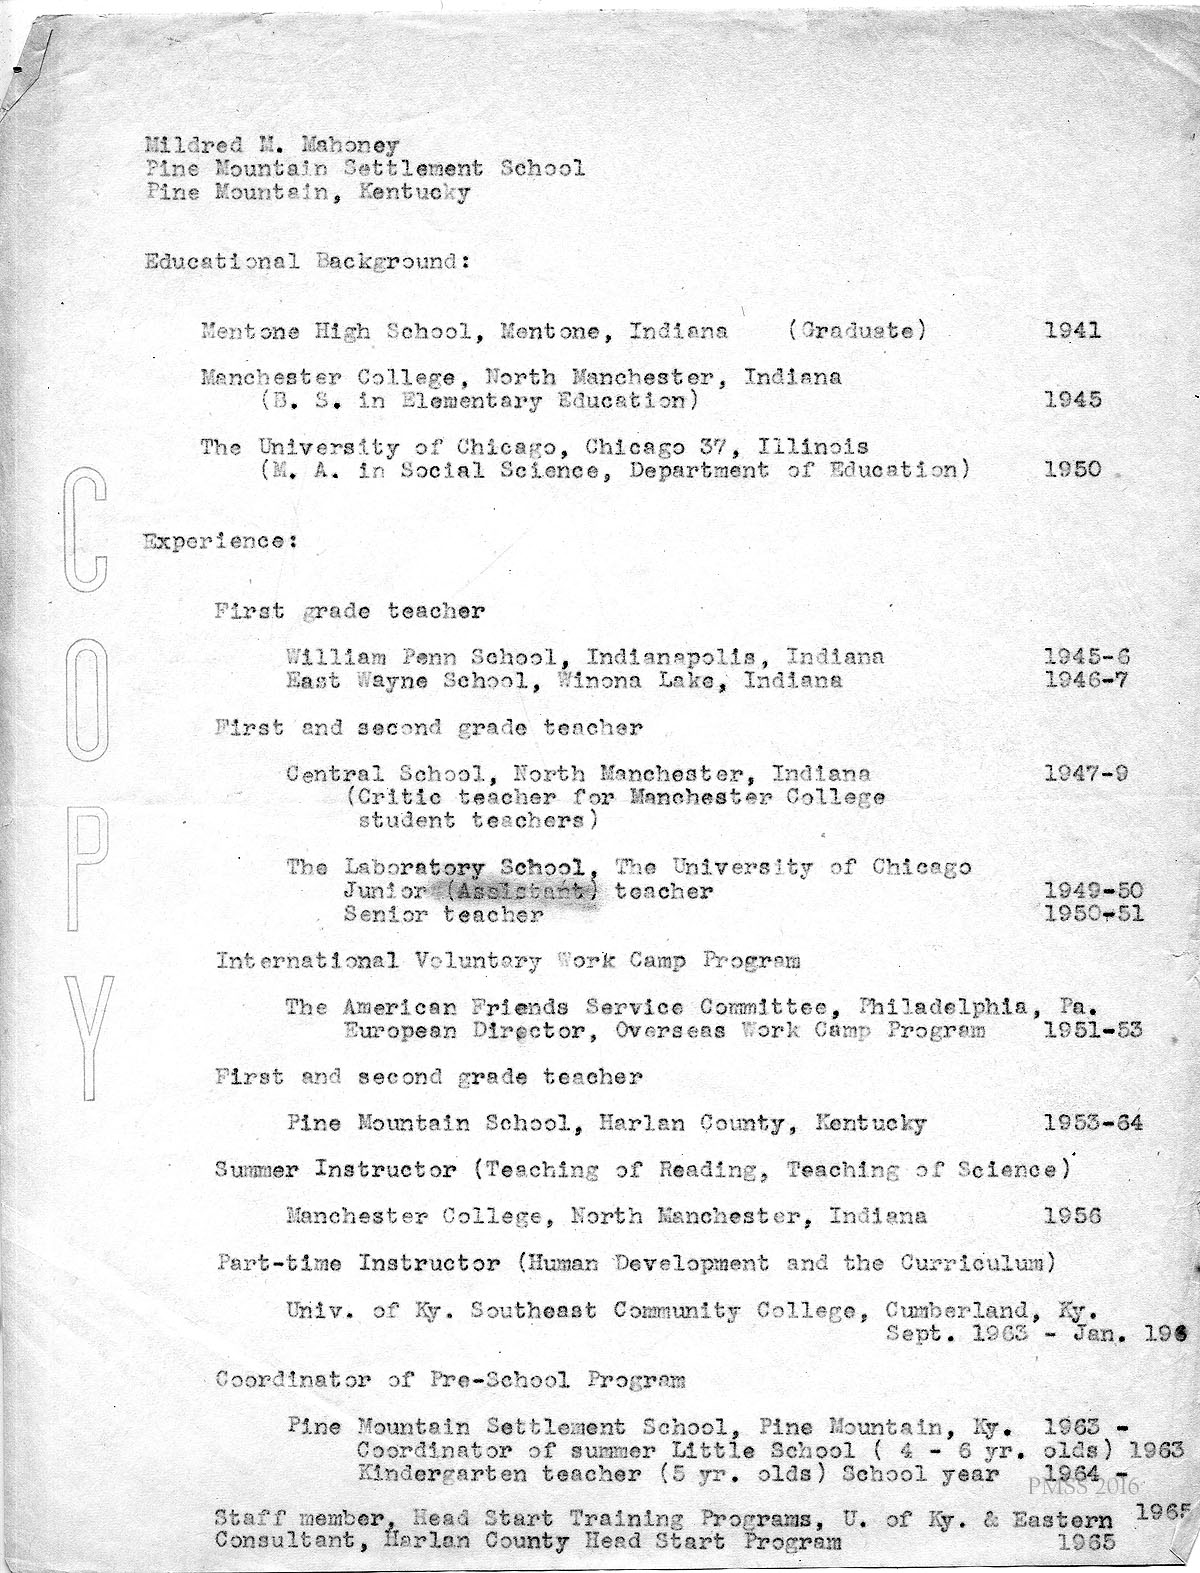 Mildred M. Mahoney
Pine Mountain Settlement School
Pine Mountain, Kentucky
Educational Background:
Mentone High School, Mentone, Indiana (Graduate) 1941
Manchester College, North Manchester, Indiana
(B. S. in Elementary Education) 1945
The University of Chicago, Chicago 37, Illinois
(M. A. in Social Science, Department of Education) 1950
COPY
Experience:
First grade teacher
William Penn School, Indianapolis, Indiana 1945-6
East Wayne School, Winona Lake, Indiana 1946-7
First and second grade teacher
Central School, North Manchester, Indiana 1947-9
(Critic teacher for Manchester College
student teachers)
The Laboratory School, The University of Chicago
Junior (Assistant) teacher 1949-50
Senior teacher 1950-51
International Voluntary Work Camp Program
The American Friends Service Committee, Philadelphia, Pa.
European Director, Overseas Work Camp Program 1951-53
First and second grade teacher
Pine Mountain School, Harlan County, Kentucky 1953-64
Summer Instructor (Teaching of Reading, Teaching of Science)
Manchester College, North Manchester, Indiana 1956
Part-time Instructor (Human Development and the Curriculum)
Univ. of Ky. Southeast Community College, Cumberland, Ky.
Sept. 1963 - Jan.
Coordinator of Pre-School Program
Pine Mountain Settlement School, Pine Mountain, Ky. 1963 -
Coordinator of summer Little School ( 4 - 6 yr. olds) 1963
Kindergarten teacher (5 yr. olds) School year 1964 -
PMSS 2016
Staff member, Head Start Training Programs, U. of Ky. & Eastern 1965
Consultant, Harlan County Head Start Program 1965